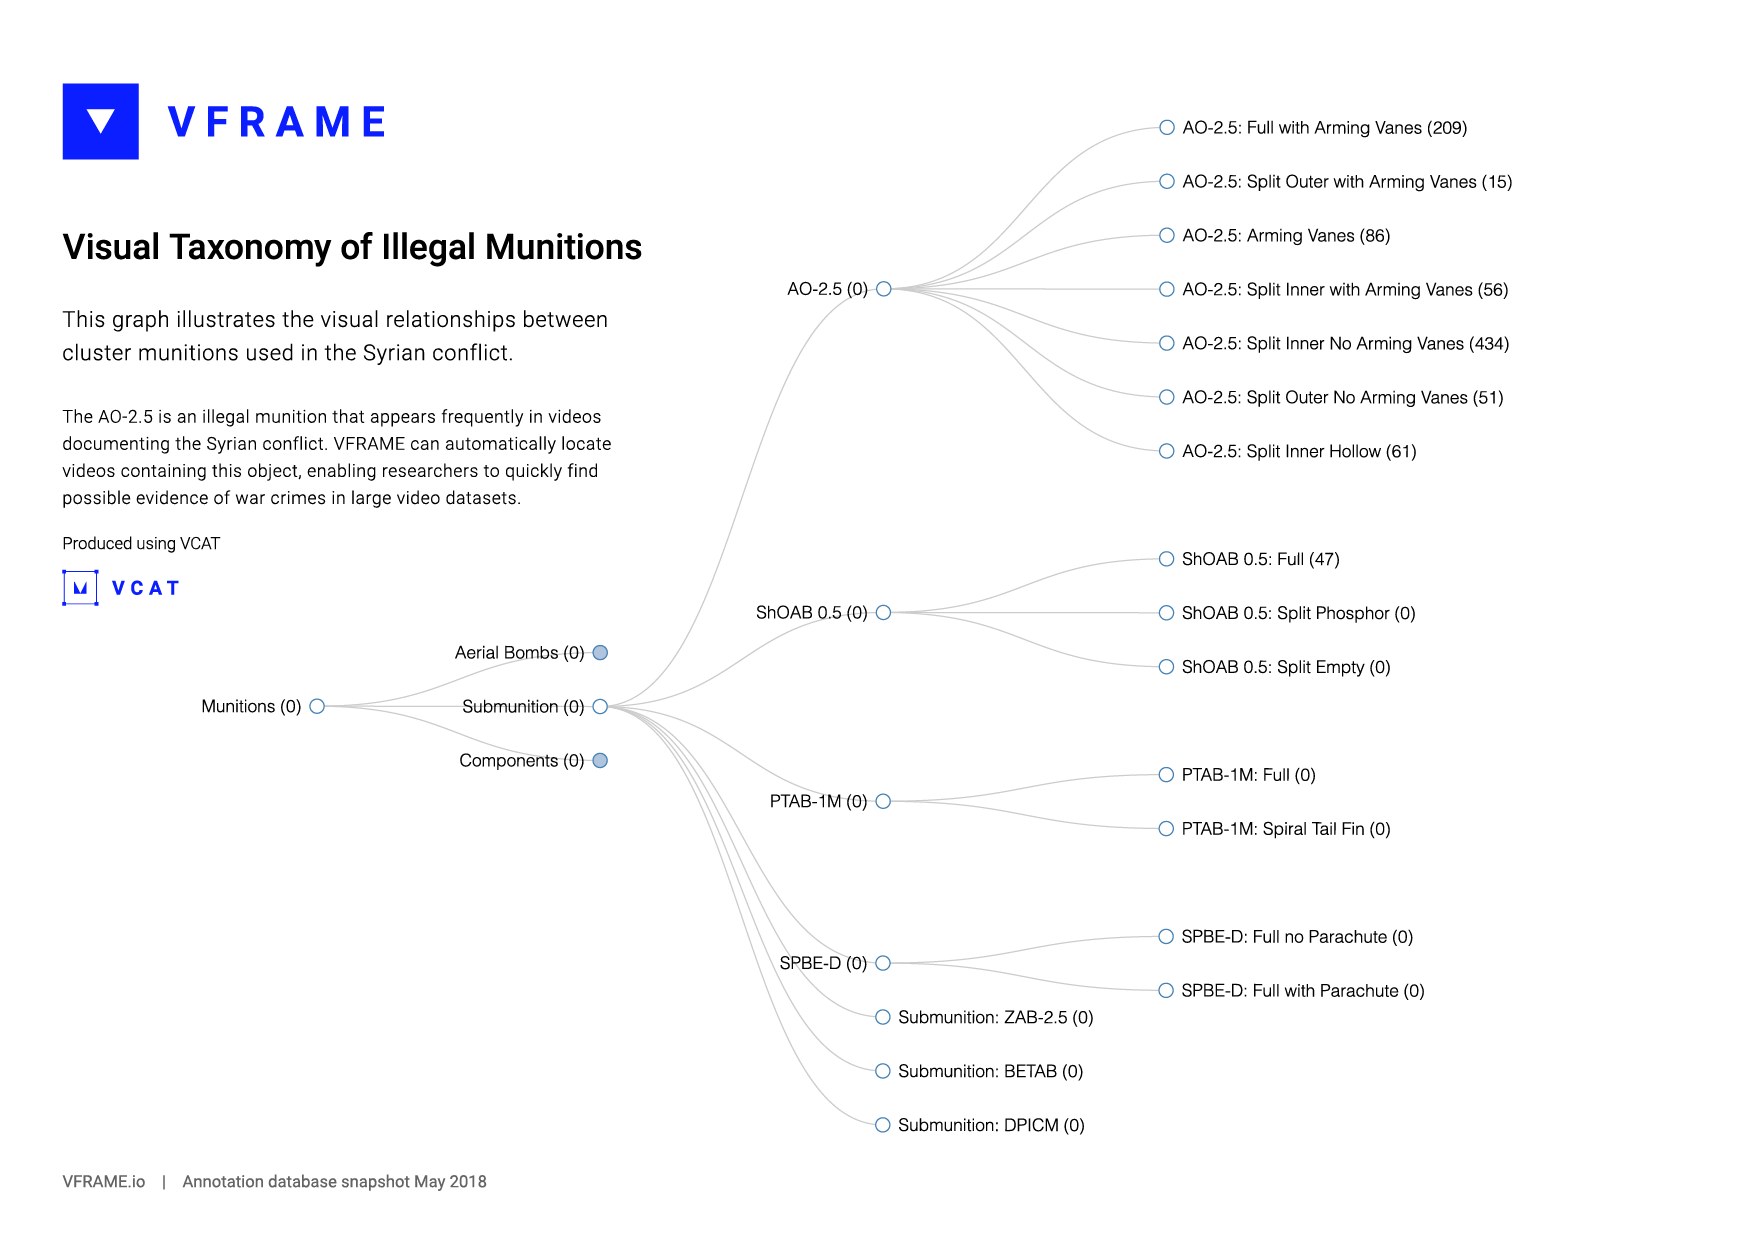 VFRAME
Visual Taxonomy of Illegal Munitions
This graph illustrates the visual relationships between
cluster munitions used in the Syrian conflict.
The AO-2.5 is an illegal munition that appears frequently in videos
documenting the Syrian conflict. VFRAME can automatically locate
videos containing this object, enabling researchers to quickly find
possible evidence of war crimes in large video datasets.
Produced using VCAT
VCAT
Munitions (0)
Aerial Bombs (0)
Submunition (0)
Components (0)
AO-2.5 (0)
AO-2.5: Full with Arming Vanes (209)
AO-2.5: Split Outer with Arming Vanes (15)
AO-2.5: Arming Vanes (86)
AO-2.5: Split Inner with Arming Vanes (56)
AO-2.5: Split Inner No Arming Vanes (434)
AO-2.5: Split Outer No Arming Vanes (51)
AO-2.5: Split Inner Hollow (61)
ShOAB 0.5 (0)
ShOAB 0.5: Full (47)
ShOAB 0.5: Split Phosphor (0)
ShOAB 0.5: Split Empty (0)
PTAB-1M (0)
PTAB-1M: Full (0)
PTAB-1M: Spiral Tail Fin (0)
SPBE-D (0)
SPBE-D: Full no Parachute (0)
SPBE-D: Full with Parachute (0)
Submunition: ZAB-2.5 (0)
Submunition: BETAB (0)
Submunition: DPICM (0)
VFRAME.io | Annotation database snapshot May 2018